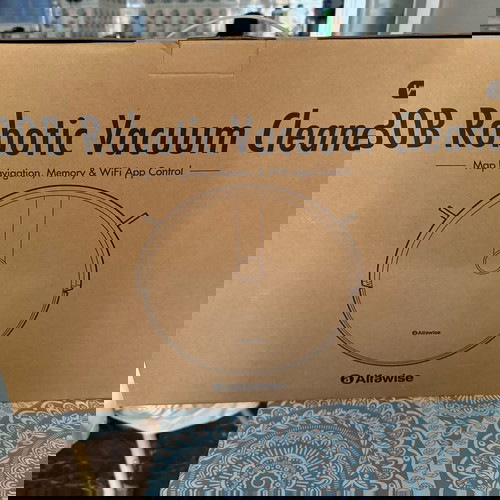 Robotic Vacuum Cleaner
Map Navigation, Memory & WiFi App Control
Alfawise
Alfawise